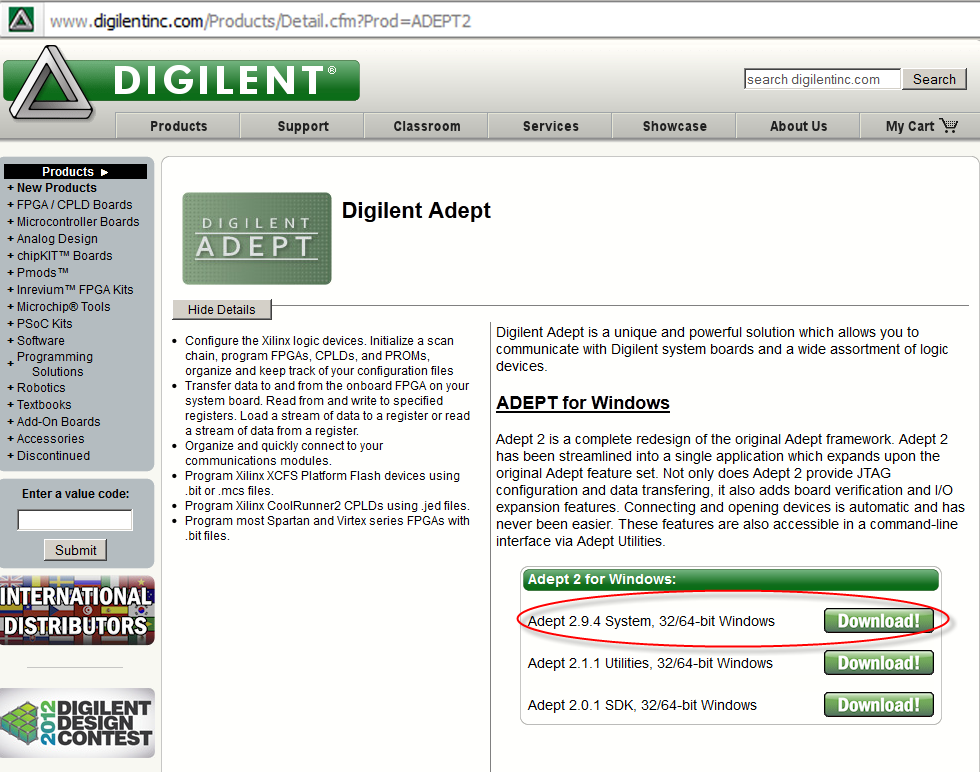 www.digilentinc.com/Products/Detail.cfm?Prod=ADEPT2
DIGILENT®
search digilentinc.com
Search
Products
Support
Classroom
Services
Showcase
About Us
My Cart
Products
+ New Products
+ FPGA / CPLD Boards
+ Microcontroller Boards
+ Analog Design
+ chipKIT™ Boards
+ Pmods™
+ Inrevium™ FPGA Kits
+ Microchip® Tools
+ PSoC Kits
+ Software
+ Programming
Solutions
+ Robotics
+ Textbooks
+ Add-On Boards
+ Accessories
+ Discontinued
Enter a value code:
Submit
INTERNATIONAL
DISTRIBUTORS
2012
DIGILENT
DESIGN
CONTEST
DIGILENT
ADEPT
Digilent Adept
Hide Details
• Configure the Xilinx logic devices. Initialize a scan
chain, program FPGAs, CPLDs, and PROMs,
organize and keep track of your configuration files
• Transfer data to and from the onboard FPGA on your
system board. Read from and write to specified
registers. Load a stream of data to a register or read
a stream of data from a register.
• Organize and quickly connect to your
communications modules.
• Program Xilinx XCFS Platform Flash devices using
.bit or .mcs files.
• Program Xilinx CoolRunner2 CPLDs using .jed files.
• Program most Spartan and Virtex series FPGAs with
.bit files.
Digilent Adept is a unique and powerful solution which allows you to
communicate with Digilent system boards and a wide assortment of logic
devices.
ADEPT for Windows
Adept 2 is a complete redesign of the original Adept framework. Adept 2
has been streamlined into a single application which expands upon the
original Adept feature set. Not only does Adept 2 provide JTAG
configuration and data transfering, it also adds board verification and I/O
expansion features. Connecting and opening devices is automatic and has
never been easier. These features are also accessible in a command-line
interface via Adept Utilities.
Adept 2 for Windows:
Adept 2.9.4 System, 32/64-bit Windows Download!
Adept 2.1.1 Utilities, 32/64-bit Windows Download!
Adept 2.0.1 SDK, 32/64-bit Windows Download!